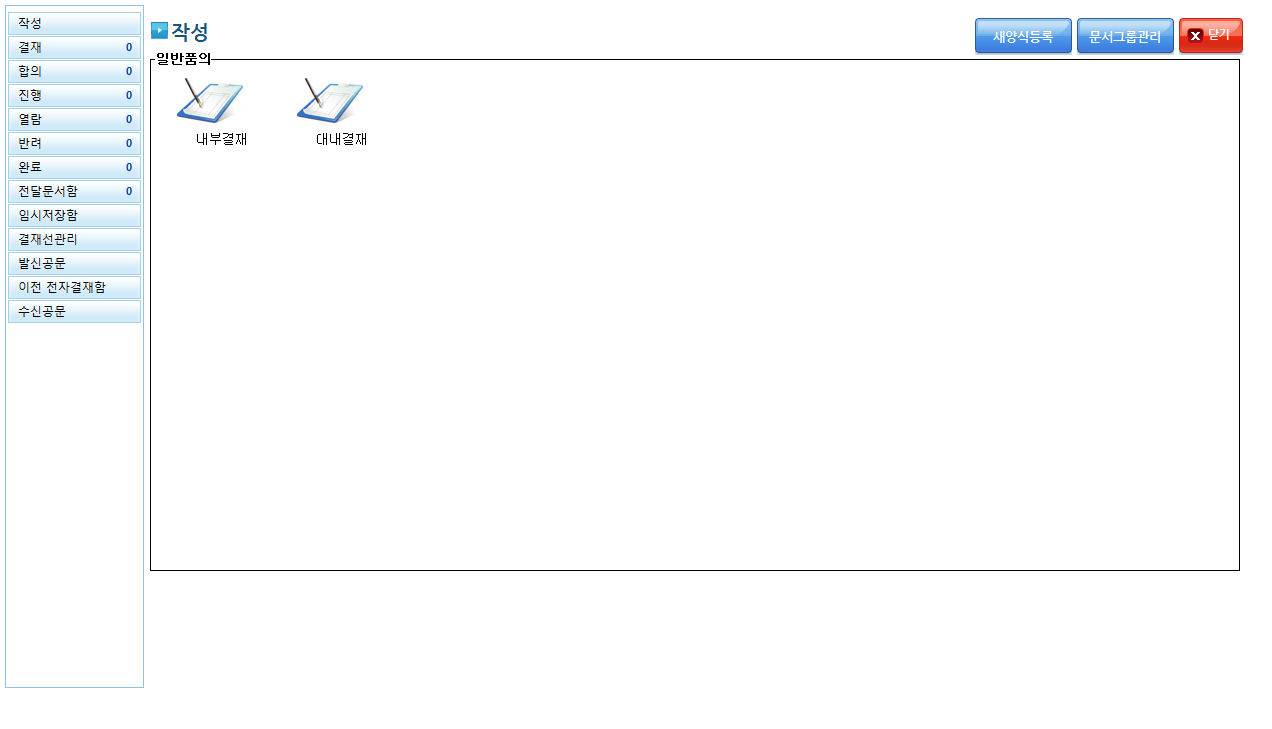 작성
결재 0
합의 0
진행 0
열람 0
반려 0
완료 0
전달문서함 0
임시저장함
결재선관리
발신공문
이전 전자결재함
수신공문
작성
새양식등록 문서그룹관리 닫기
일반품의
내부결재 대내결재